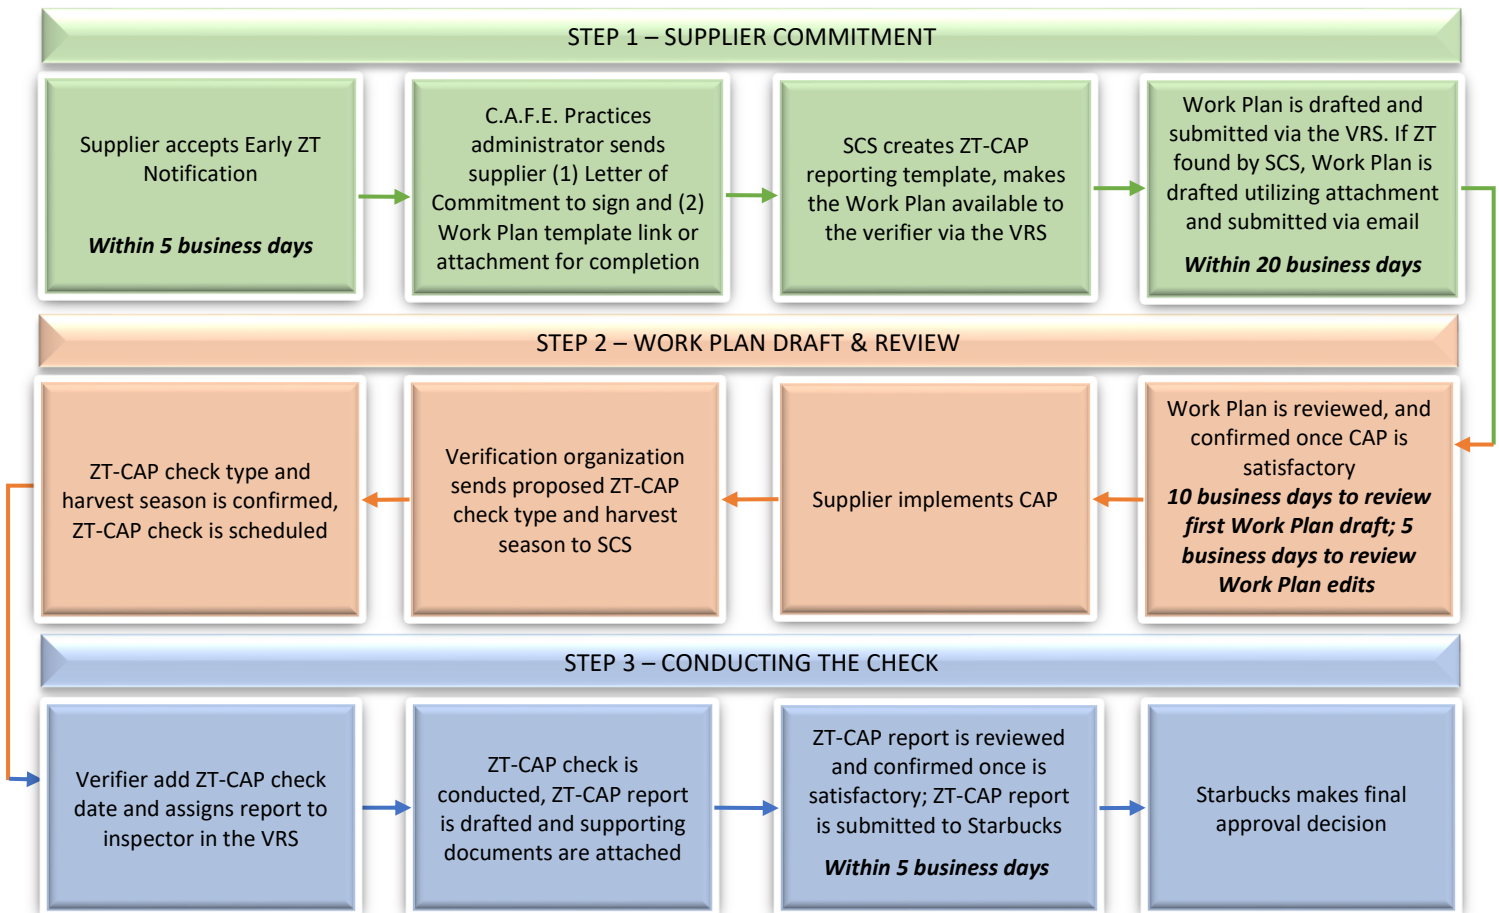 STEP 1 – SUPPLIER COMMITMENT
Supplier accepts Early ZT
Notification
Within 5 business days
C.A.F.E. Practices
administrator sends
supplier (1) Letter of
Commitment to sign and (2)
Work Plan template link or
attachment for completion
SCS creates ZT-CAP
reporting template, makes
the Work Plan available to
the verifier via the VRS
Work Plan is drafted and
submitted via the VRS. If ZT
found by SCS, Work Plan is
drafted utilizing attachment
and submitted via email
Within 20 business days
STEP 2 – WORK PLAN DRAFT & REVIEW
ZT-CAP check type and
harvest season is confirmed,
ZT-CAP check is scheduled
Verification organization
sends proposed ZT-CAP
check type and harvest
season to SCS
Supplier implements CAP
Work Plan is reviewed, and
confirmed once CAP is
satisfactory
10 business days to review
first Work Plan draft; 5
business days to review
Work Plan edits
STEP 3 – CONDUCTING THE CHECK
Verifier add ZT-CAP check
date and assigns report to
inspector in the VRS
ZT-CAP check is
conducted, ZT-CAP report
is drafted and supporting
documents are attached
ZT-CAP report is reviewed
and confirmed once is
satisfactory; ZT-CAP report
is submitted to Starbucks
Within 5 business days
Starbucks makes final
approval decision